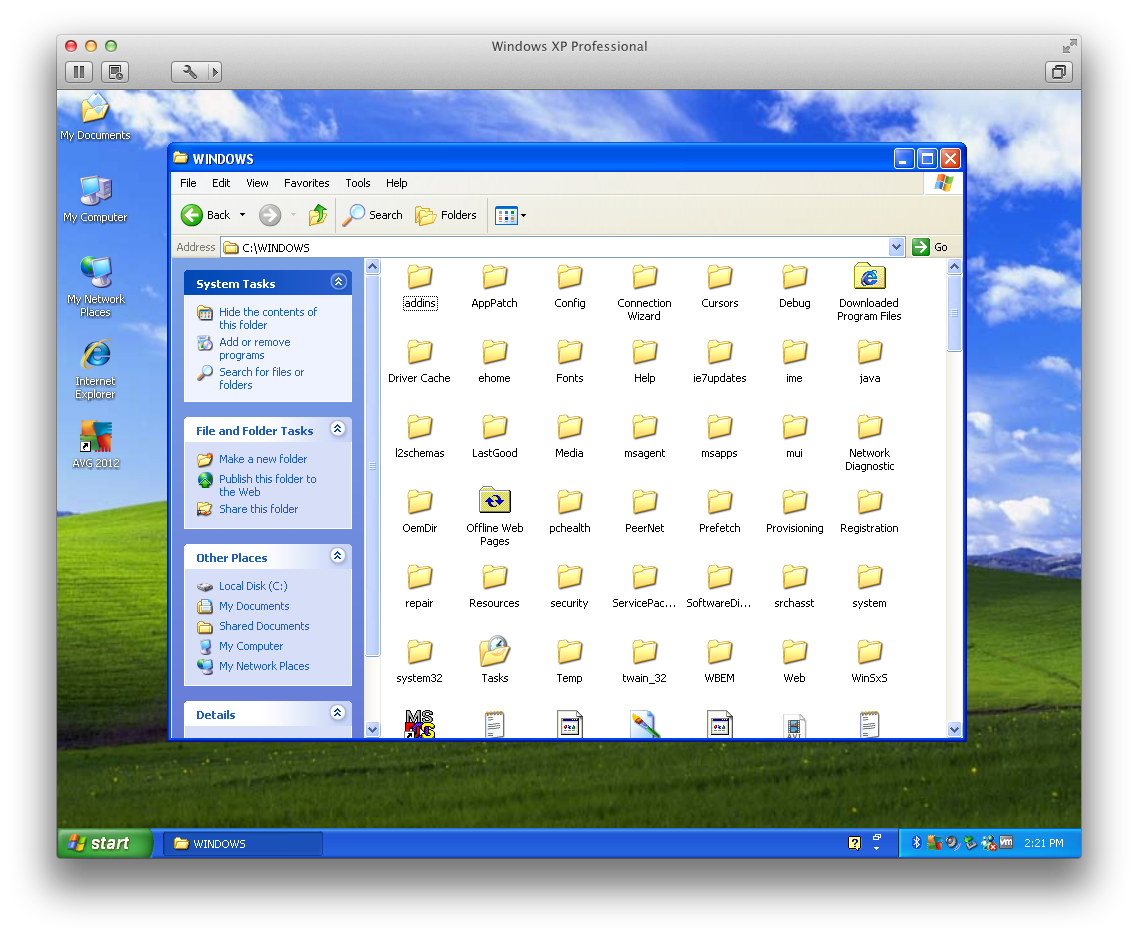 Windows XP Professional
My Documents
My Computer
My Network
Places
Internet
Explorer
AVG 2012
WINDOWS
File Edit View Favorites Tools Help
Back Search Folders
Address C:\WINDOWS Go
System Tasks
Hide the contents of
this folder
Add or remove
programs
Search for files or
folders
File and Folder Tasks
Make a new folder
Publish this folder to
the Web
Share this folder
Other Places
Local Disk (C:)
My Documents
Shared Documents
My Computer
My Network Places
Details
addins AppPatch Config Connection Wizard Cursors Debug Downloaded Program Files
Driver Cache ehome Fonts Help ie7updates ime java
l2schemas LastGood Media msagent msapps mui Network Diagnostic
OemDir Offline Web Pages pchealth PeerNet Prefetch Provisioning Registration
repair Resources security ServicePac... SoftwareDi... srchasst system
system32 Tasks Temp twain_32 WBEM Web WinSxS
MS
start WINDOWS 2:21 PM